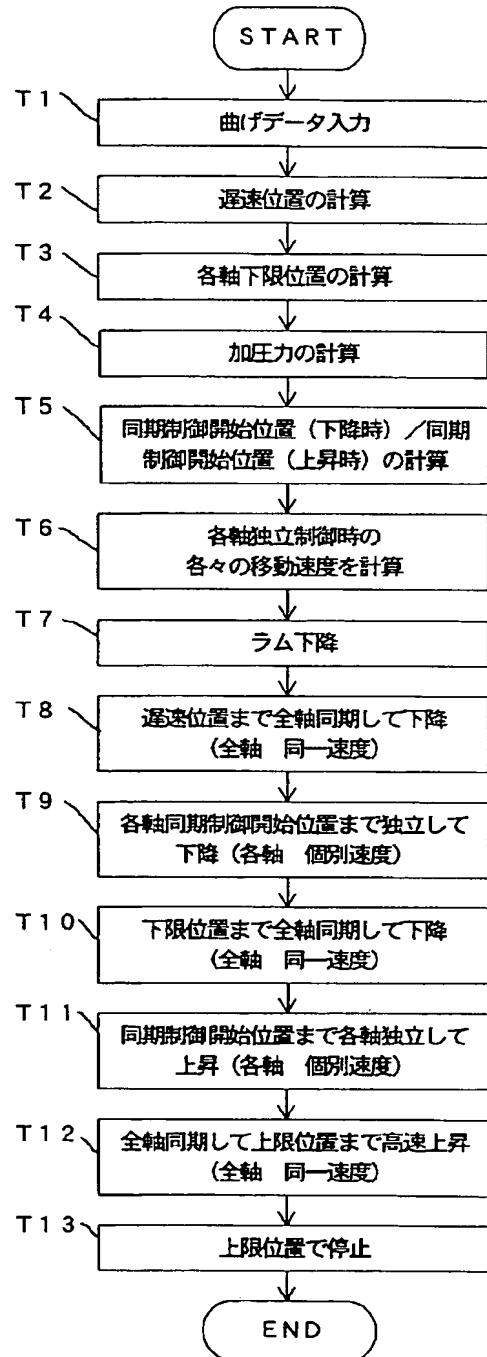 START
T1
曲げデータ入力
T2
遅速位置の計算
T3
各軸下限位置の計算
T4
加圧力の計算
T5
同期制御開始位置（下降時）／同期
制御開始位置（上昇時）の計算
T6
各軸独立制御時の
各々の移動速度を計算
T7
ラム下降
T8
遅速位置まで全軸同期して下降
（全軸　同一速度）
T9
各軸同期制御開始位置まで独立して
下降（各軸　個別速度）
T10
下限位置まで全軸同期して下降
（全軸　同一速度）
T11
同期制御開始位置まで各軸独立して
上昇（各軸　個別速度）
T12
全軸同期して上限位置まで高速上昇
（全軸　同一速度）
T13
上限位置で停止
END